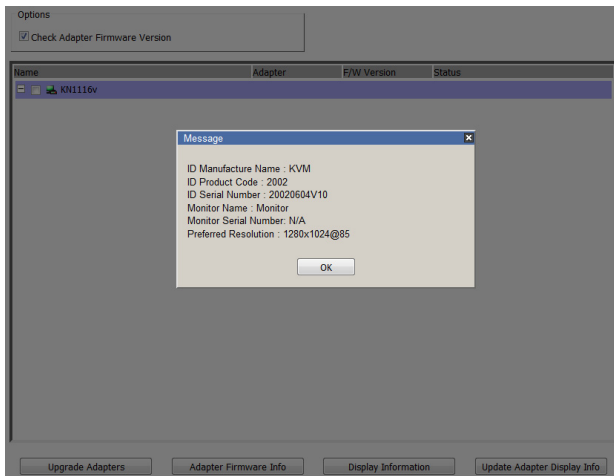 Options
Check Adapter Firmware Version
Name Adapter F/W Version Status
KN1116v
Message
ID Manufacture Name : KVM
ID Product Code : 2002
ID Serial Number : 20020604V10
Monitor Name : Monitor
Monitor Serial Number: N/A
Preferred Resolution : 1280x1024@85
OK
Upgrade Adapters Adapter Firmware Info Display Information Update Adapter Display Info